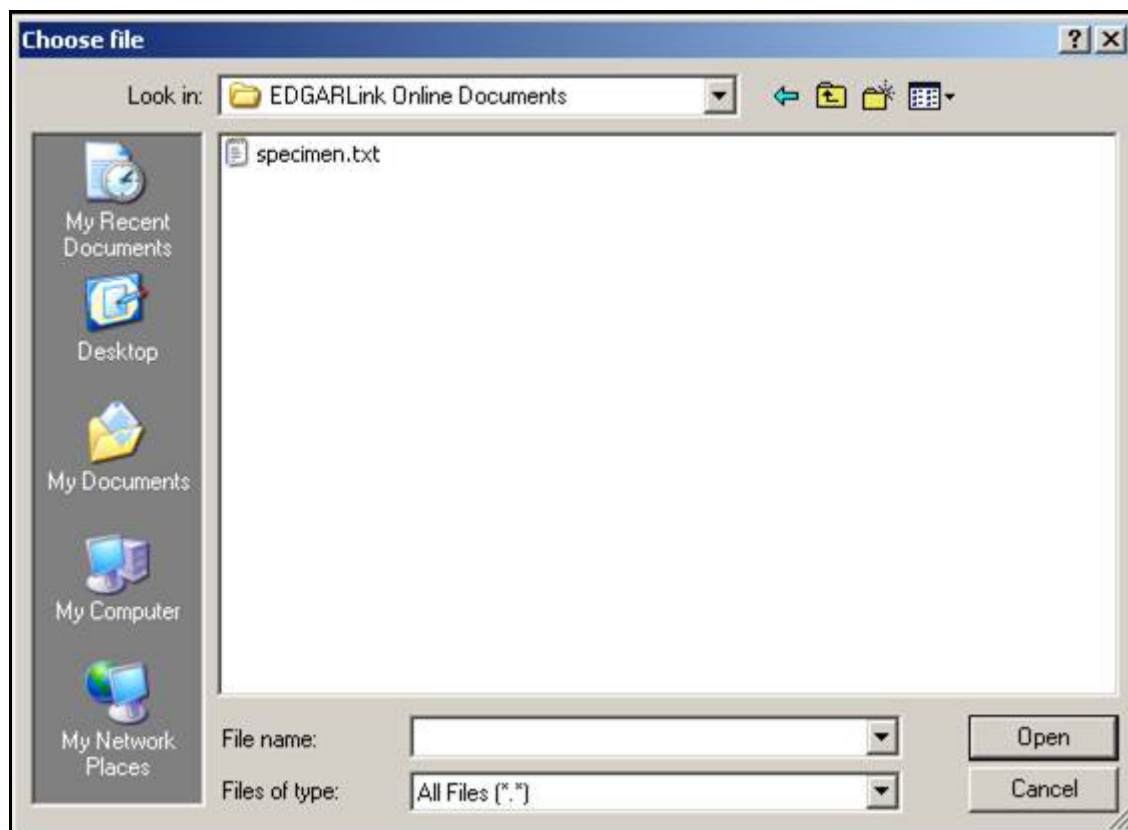 Choose file
Look in:
EDGARLink Online Documents
specimen.txt
My Recent
Documents
Desktop
My Documents
My Computer
My Network
Places
File name:
Open
Files of type:
All Files (*.*)
Cancel